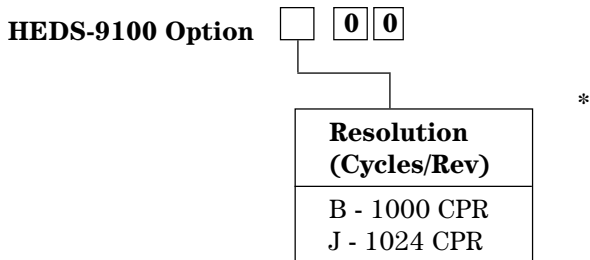 HEDS-9100 Option 0 0
*
Resolution
(Cycles/Rev)
B - 1000 CPR
J - 1024 CPR